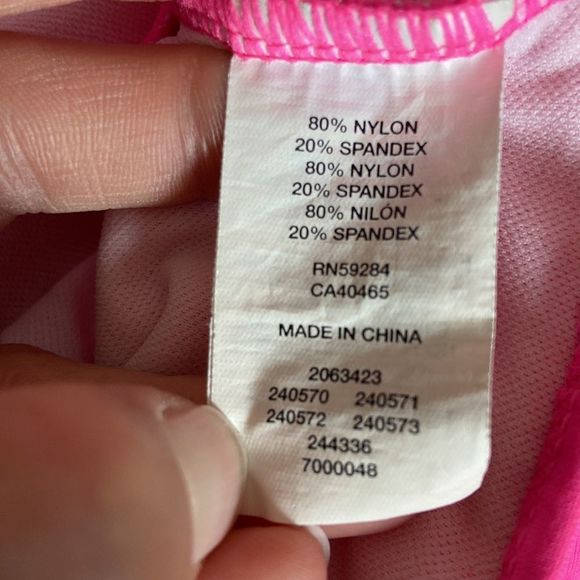 80% NYLON
20% SPANDEX
80% NYLON
20% SPANDEX
80% NILÓN
20% SPANDEX
RN59284
CA40465
MADE IN CHINA
2063423
240570 240571
240572 240573
244336
7000048